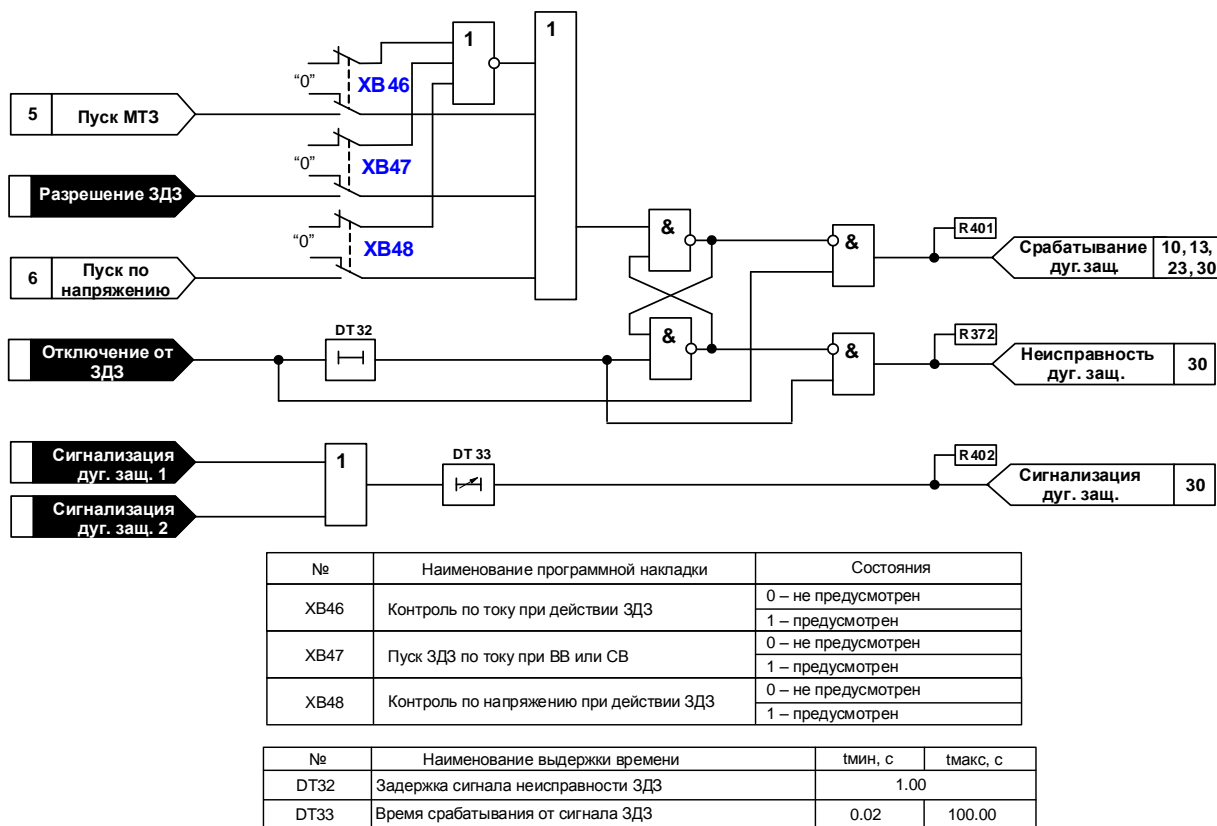 1
1
"0"
XB46
5 Пуск МТЗ
"0"
XB47
Разрешение ЗДЗ
"0"
XB48
6 Пуск по
напряжению
&
&
R401
Срабатывание
дуг. защ.
10, 13,
23, 30
DT32
Отключение от
ЗДЗ
&
&
R372
Неисправность
дуг. защ.
30
Сигнализация
дуг. защ. 1
1
DT 33
R402
Сигнализация
дуг. защ.
30
Сигнализация
дуг. защ. 2
№ Наименование программной накладки Состояния
XB46 Контроль по току при действии ЗДЗ 0 – не предусмотрен
1 – предусмотрен
XB47 Пуск ЗДЗ по току при ВВ или СВ 0 – не предусмотрен
1 – предусмотрен
XB48 Контроль по напряжению при действии ЗДЗ 0 – не предусмотрен
1 – предусмотрен
№ Наименование выдержки времени tмин, с tмакс, с
DT32 Задержка сигнала неисправности ЗДЗ 1.00
DT33 Время срабатывания от сигнала ЗДЗ 0.02 100.00